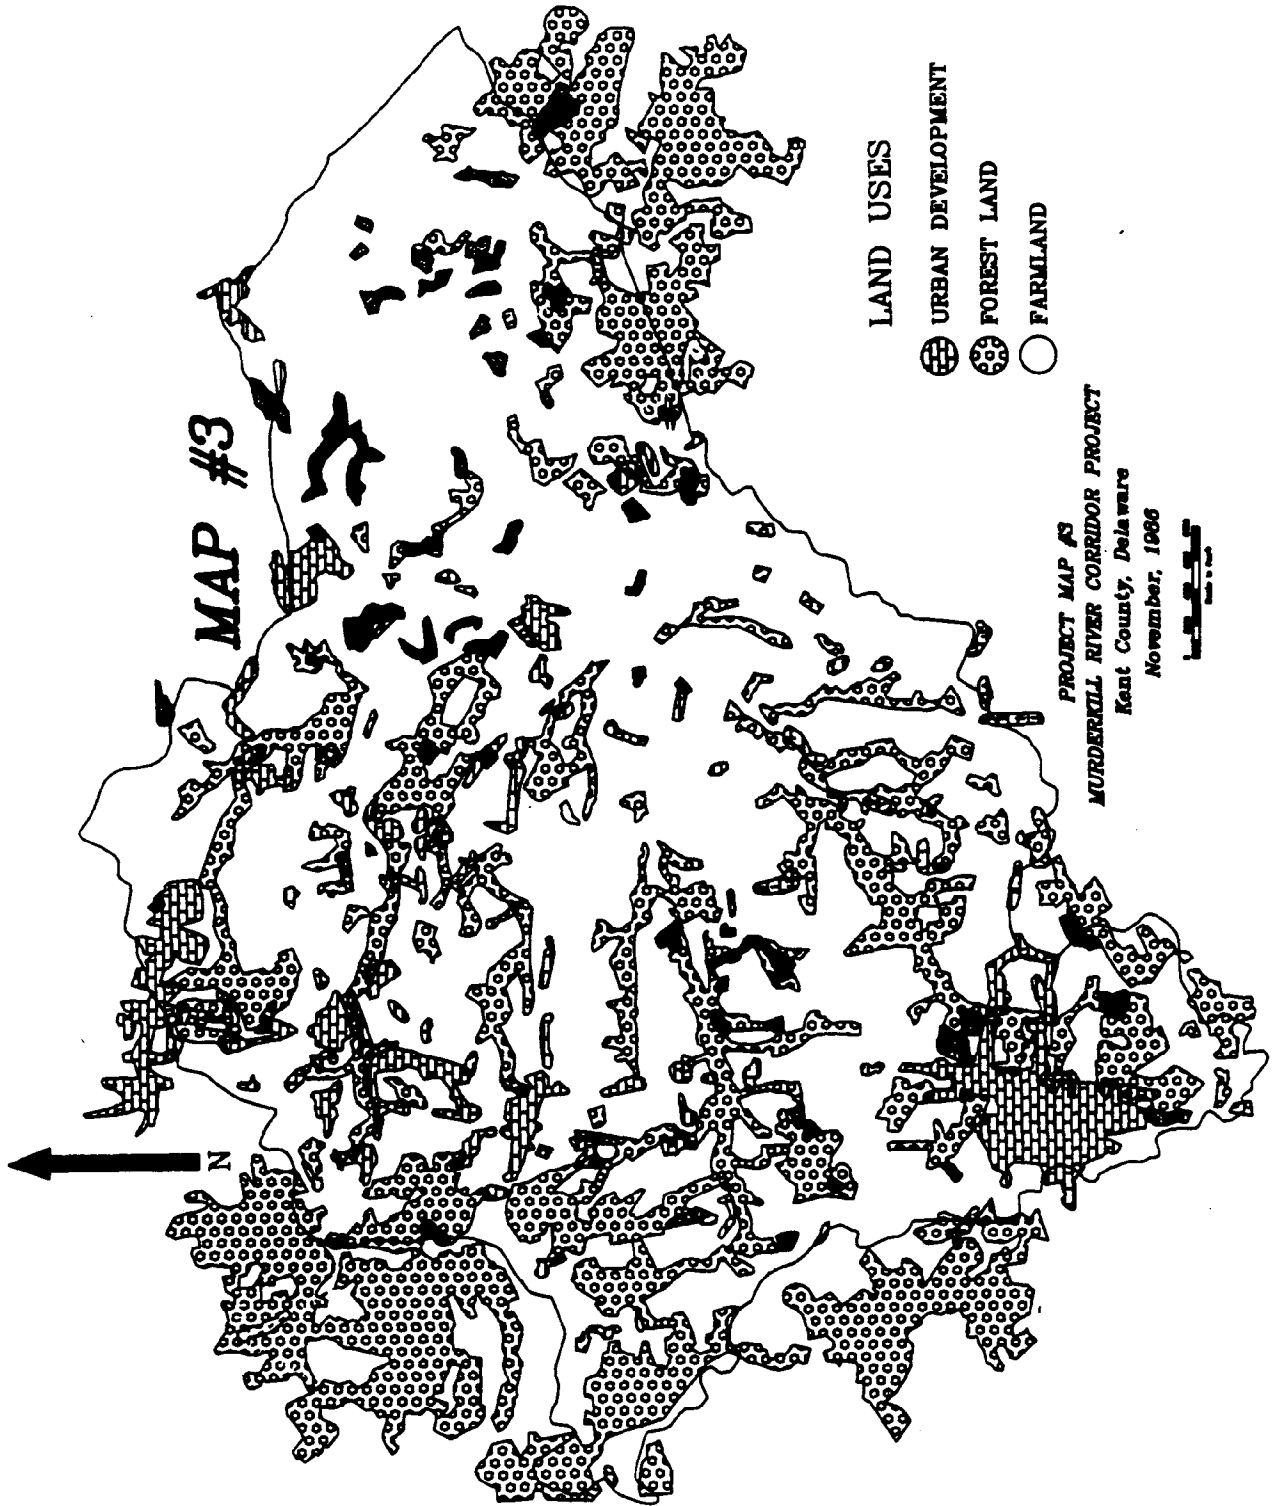 MAP #3
N
LAND USES
URBAN DEVELOPMENT
FOREST LAND
FARMLAND
PROJECT MAP #3
MURDERKILL RIVER CORRIDOR PROJECT
Kent County, Delaware
November, 1986